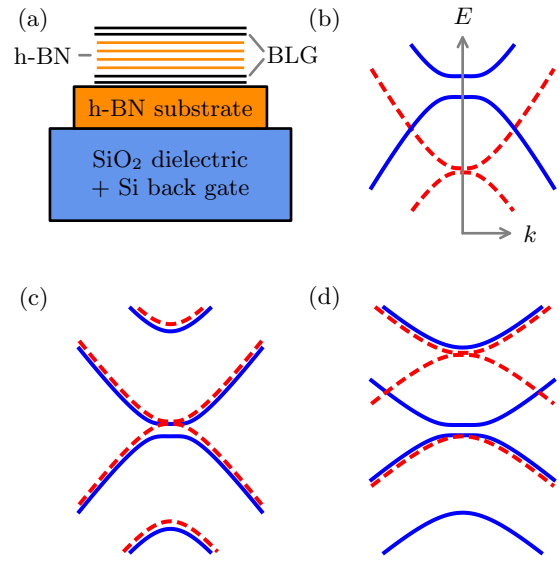 (a)
h-BN
BLG
h-BN substrate
SiO₂ dielectric
+ Si back gate
(b)
E
k
(c)
(d)